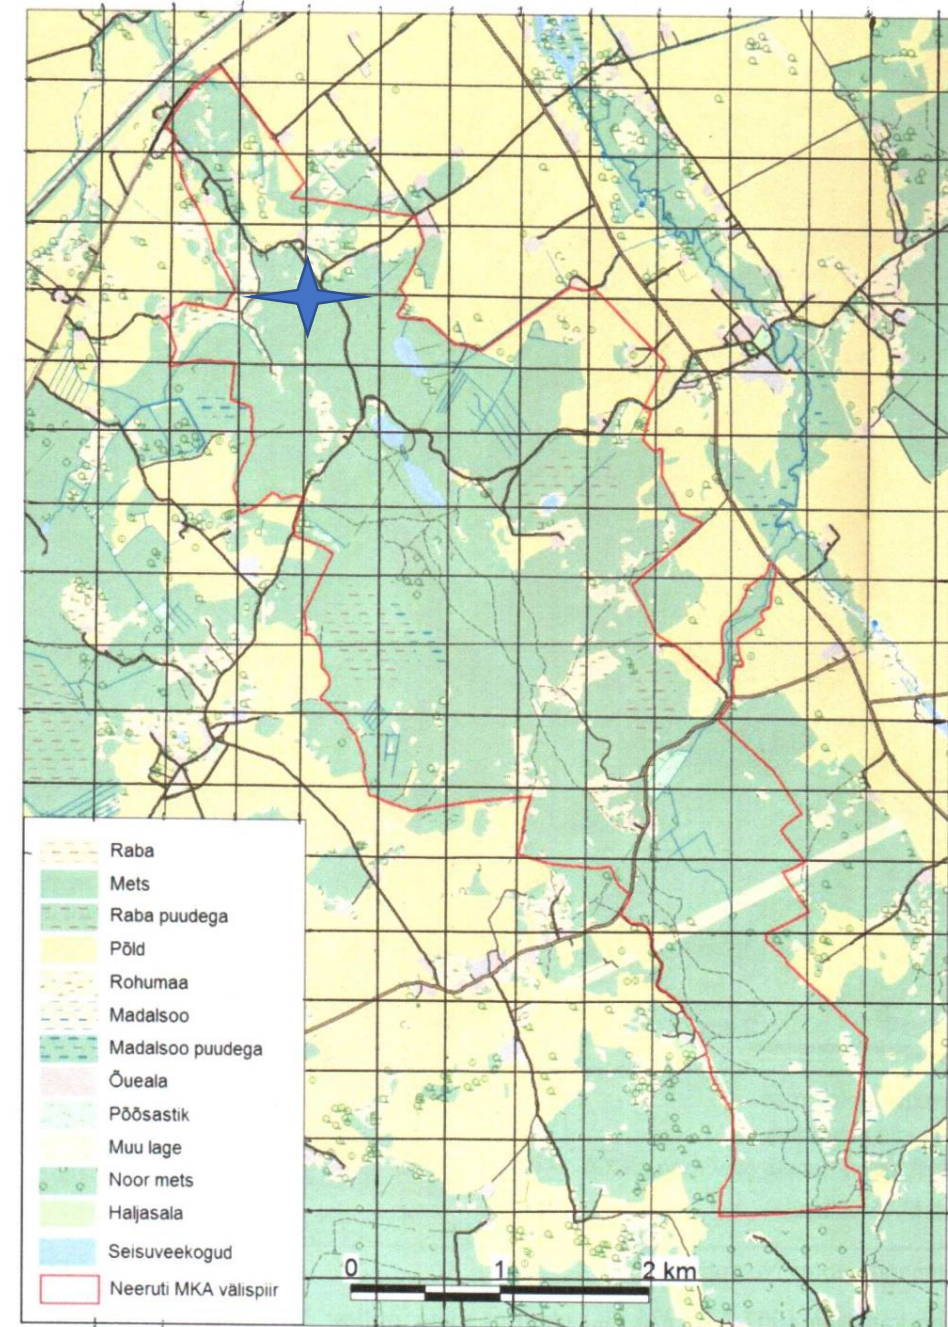 Raba
Mets
Raba puudega
Põld
Rohumaa
Madalsoo
Madalsoo puudega
Õueala
Põõsastik
Muu lage
Noor mets
Haljasala
Seisuveekogud
Neeruti MKA välispiir
0 1 2 km